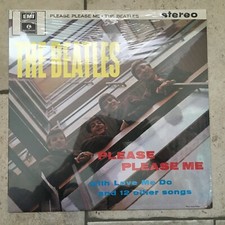 EMI
PLEASE PLEASE ME • THE BEATLES
stereo
THE BEATLES
PLEASE
PLEASE ME
with Love Me Do
and 12 other songs